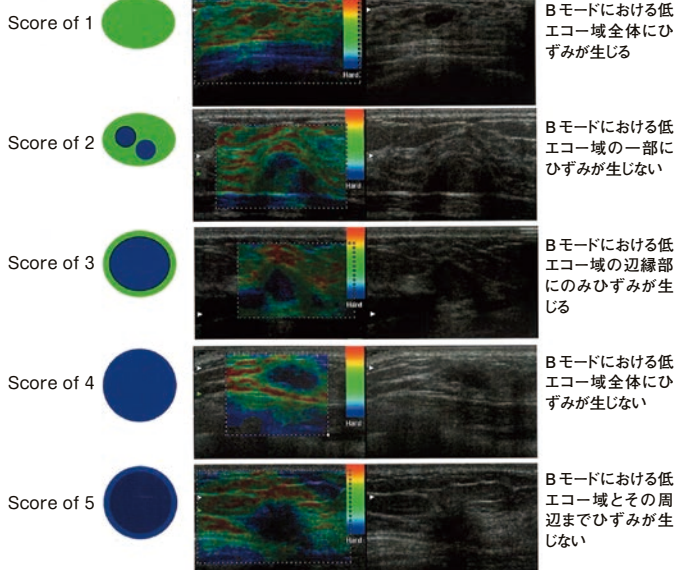 Score of 1
Hard
Bモードにおける低
エコー域全体にひ
ずみが生じる
Score of 2
Hard
Bモードにおける低
エコー域の一部に
ひずみが生じない
Score of 3
Hard
Bモードにおける低
エコー域の辺縁部
にのみひずみが生
じる
Score of 4
Hard
Bモードにおける低
エコー域全体にひ
ずみが生じない
Score of 5
Hard
Bモードにおける低
エコー域とその周
辺までひずみが生
じない